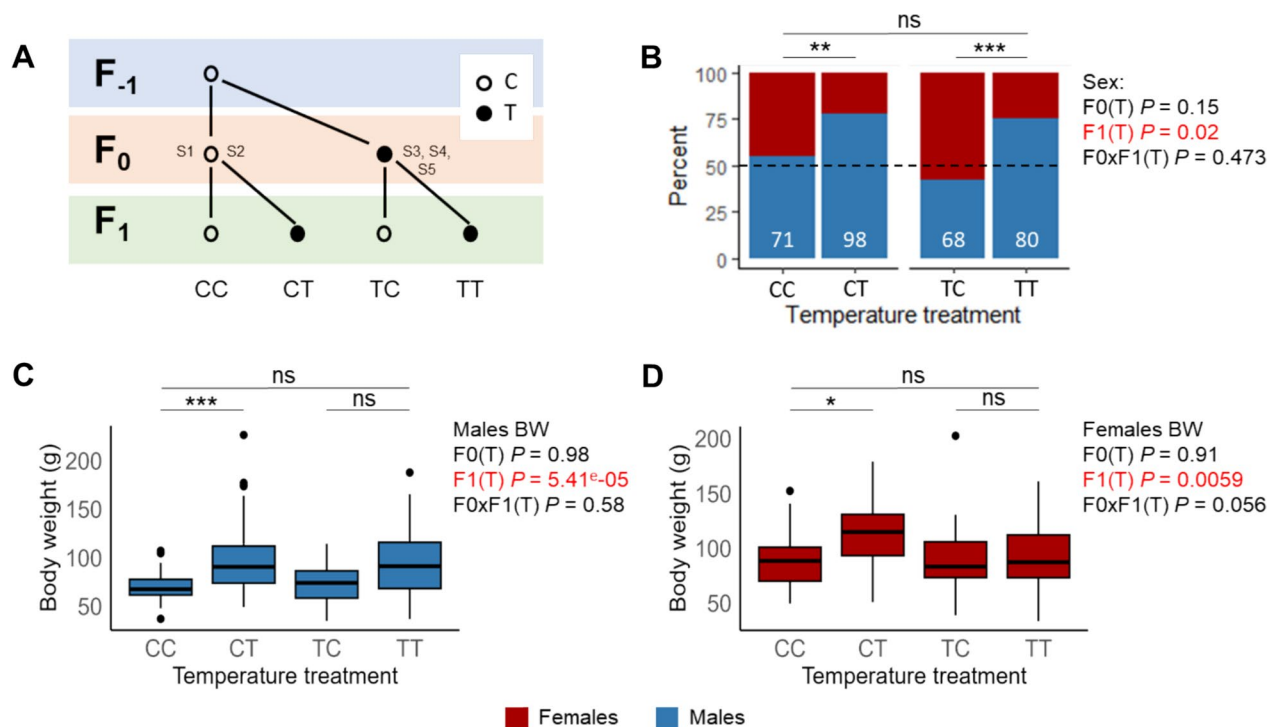 A
F-1
F0
F1
C
T
S1
S2
S3, S4,
S5
CC CT TC TT
B
ns
** ***
100
75
50
25
0
Percent
71 98 68 80
CC CT TC TT
Temperature treatment
Sex:
F0(T) P = 0.15
F1(T) P = 0.02
F0xF1(T) P = 0.473
C
ns
*** ns
Body weight (g)
200
150
100
50
CC CT TC TT
Temperature treatment
Males BW
F0(T) P = 0.98
F1(T) P = 5.41e-05
F0xF1(T) P = 0.58
D
ns
* ns
Body weight (g)
200
150
100
50
CC CT TC TT
Temperature treatment
Females BW
F0(T) P = 0.91
F1(T) P = 0.0059
F0xF1(T) P = 0.056
Females Males